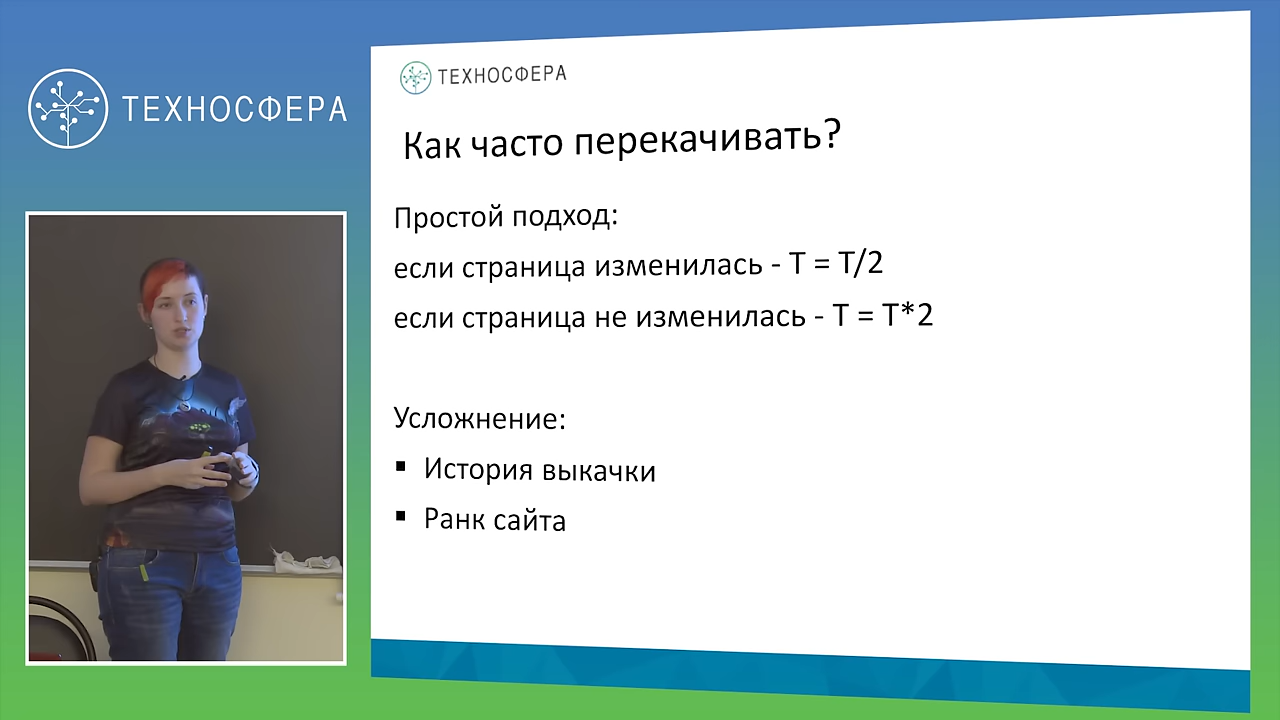 ТЕХНОСФЕРА
ТЕХНОСФЕРА
Как часто перекачивать?
Простой подход:
если страница изменилась - T = T/2
если страница не изменилась - T = T*2
Усложнение:
▪ История выкачки
▪ Ранк сайта